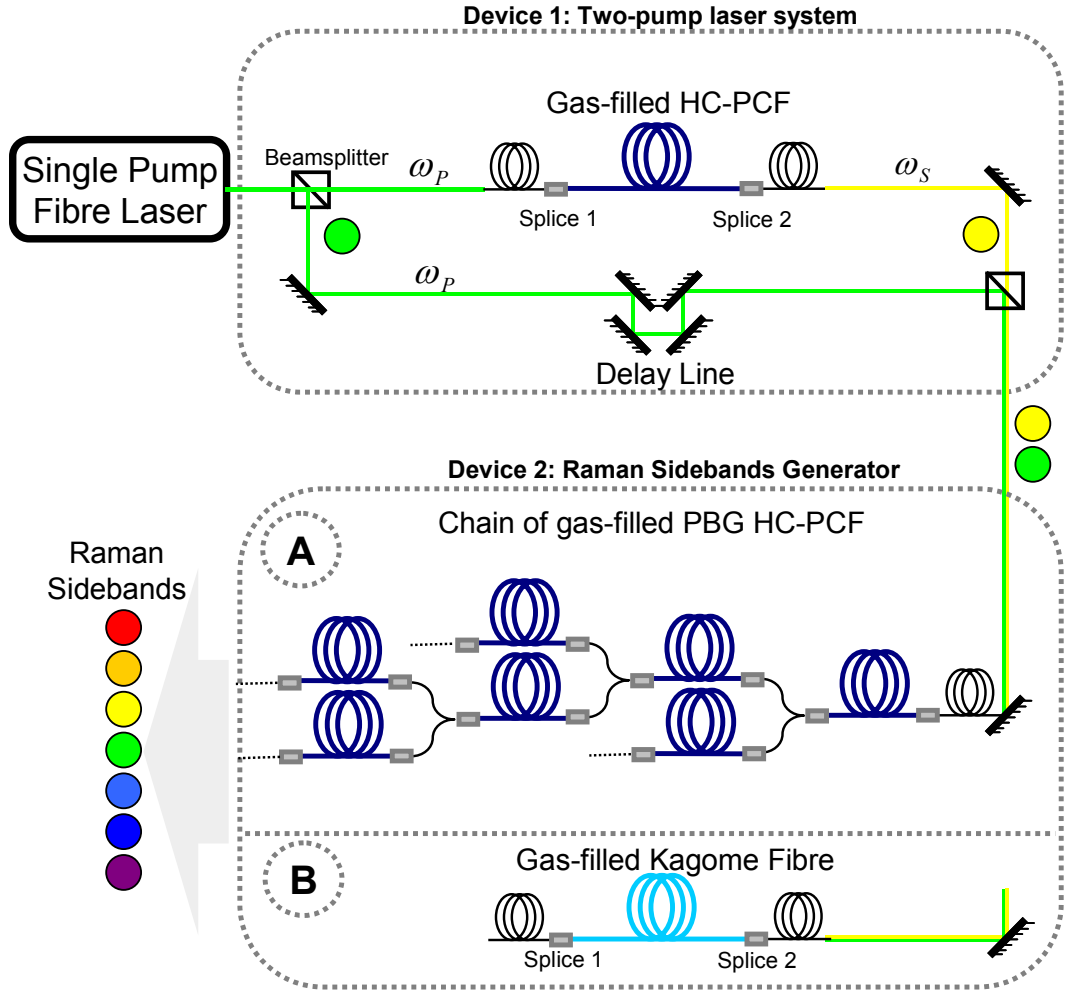 Device 1: Two-pump laser system
Gas-filled HC-PCF
Single Pump
Fibre Laser
Beamsplitter
ω_P
ω_S
Splice 1
Splice 2
ω_P
Delay Line
Device 2: Raman Sidebands Generator
A
Chain of gas-filled PBG HC-PCF
Raman
Sidebands
B
Gas-filled Kagome Fibre
Splice 1
Splice 2